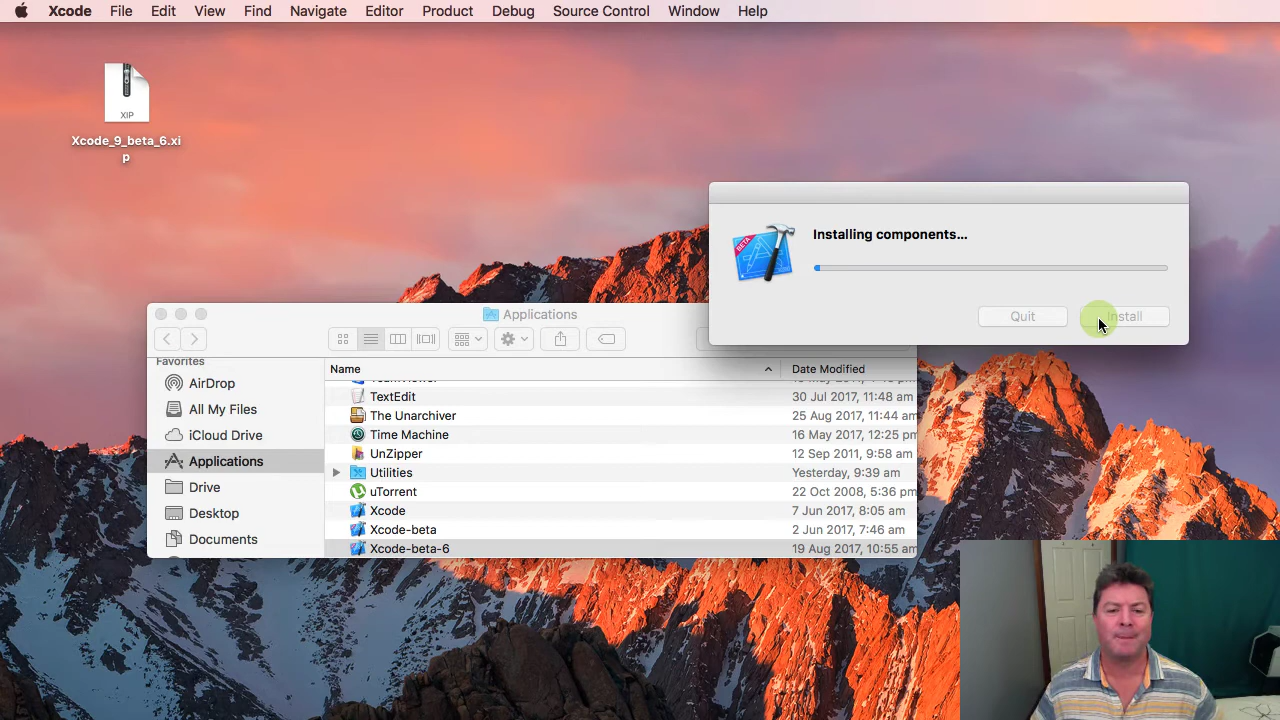 Xcode File Edit View Find Navigate Editor Product Debug Source Control Window Help
XIP
Xcode_9_beta_6.xi
p
BETA
Installing components...
Quit Install
Applications
Favorites
AirDrop
All My Files
iCloud Drive
Applications
Drive
Desktop
Documents
Name Date Modified
TextEdit 30 Jul 2017, 11:48 am
The Unarchiver 25 Aug 2017, 11:44 am
Time Machine 16 May 2017, 12:25 pm
UnZipper 12 Sep 2011, 9:58 am
Utilities Yesterday, 9:39 am
uTorrent 22 Oct 2008, 5:36 pm
Xcode 7 Jun 2017, 8:05 am
Xcode-beta 2 Jun 2017, 7:46 am
Xcode-beta-6 19 Aug 2017, 10:55 am